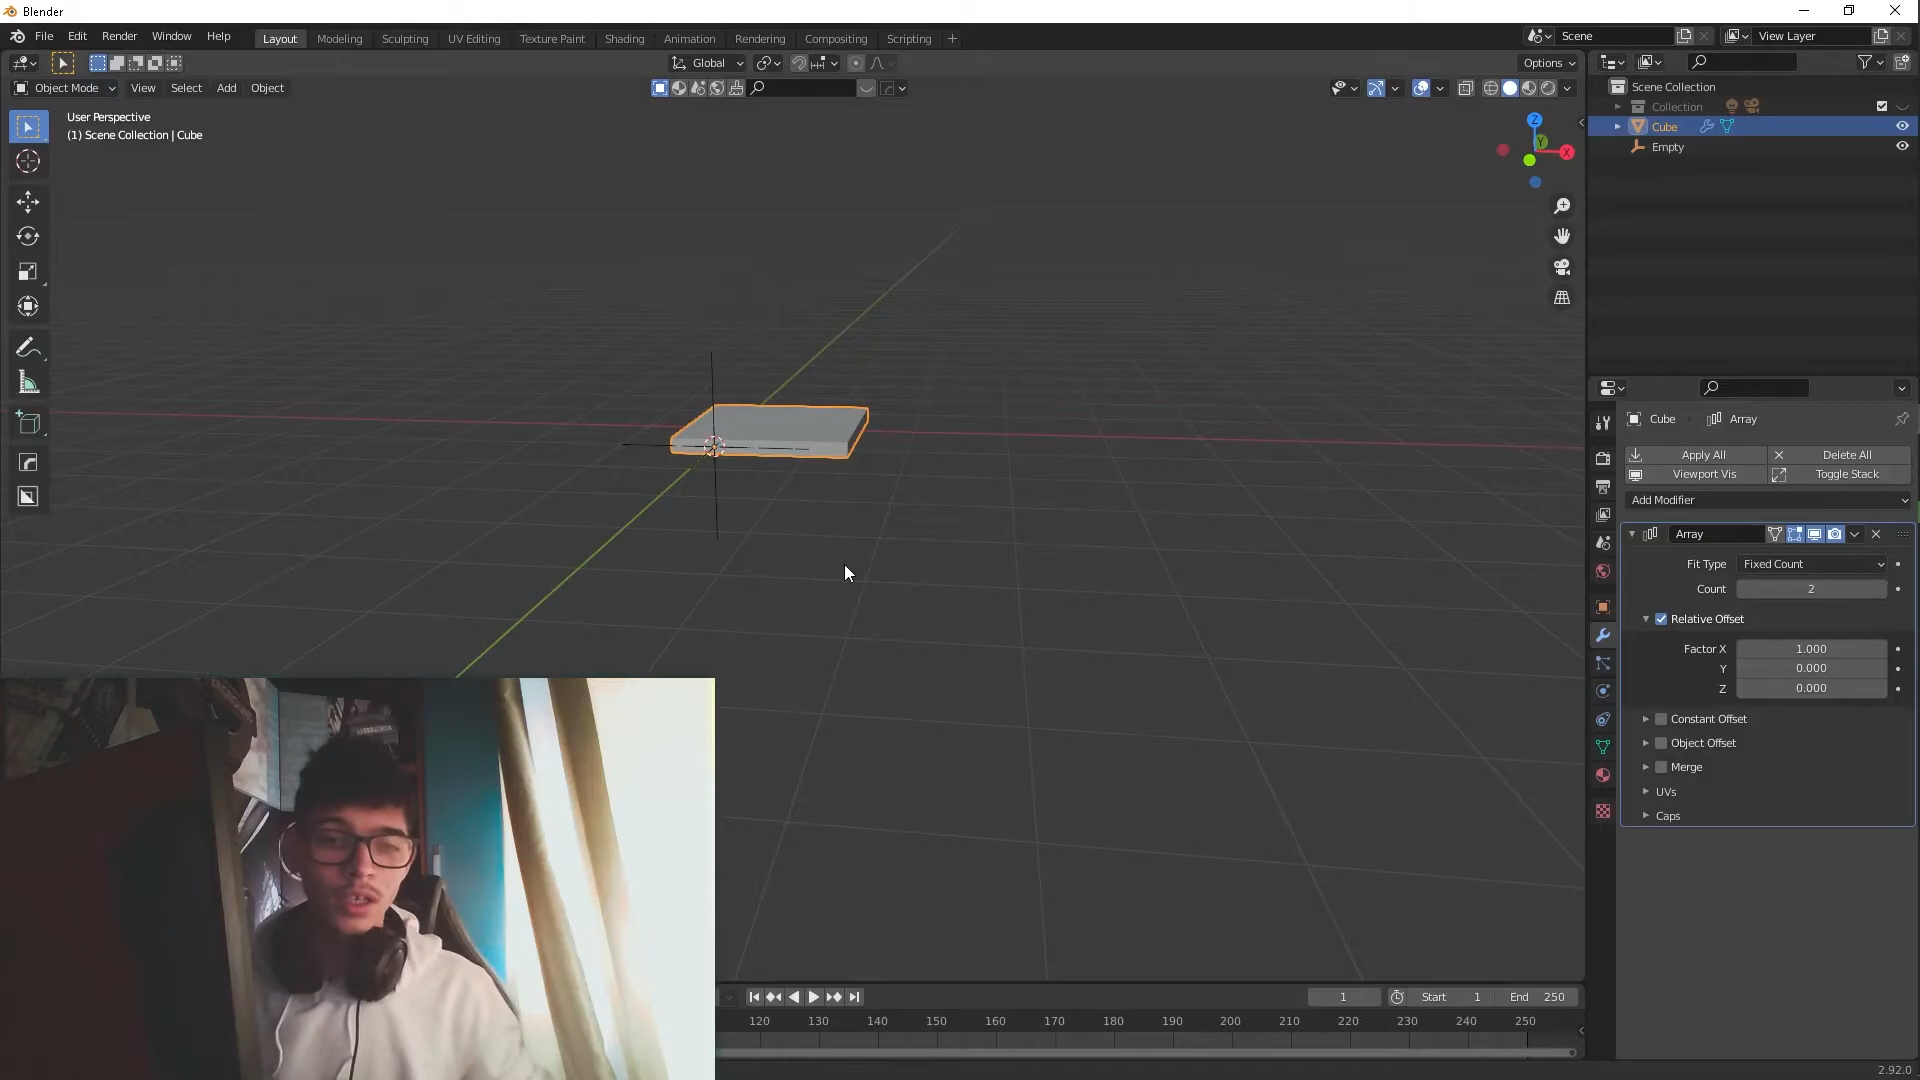 Blender
File Edit Render Window Help Layout Modeling Sculpting UV Editing Texture Paint Shading Animation Rendering Compositing Scripting + Scene View Layer
Global Options
Object Mode View Select Add Object
User Perspective
(1) Scene Collection | Cube
Z
Y
X
Scene Collection
Collection
Cube
Empty
Cube Array
Apply All Delete All
Viewport Vis Toggle Stack
Add Modifier
Array
Fit Type Fixed Count
Count 2
Relative Offset
Factor X 1.000
Y 0.000
Z 0.000
Constant Offset
Object Offset
Merge
UVs
Caps
1 Start 1 End 250
120 130 140 150 160 170 180 190 200 210 220 230 240 250
2.92.0